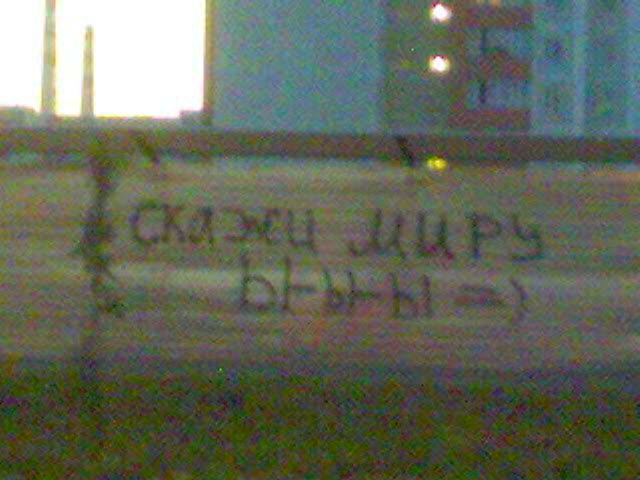 скажи миру
ы-ы-ы =)